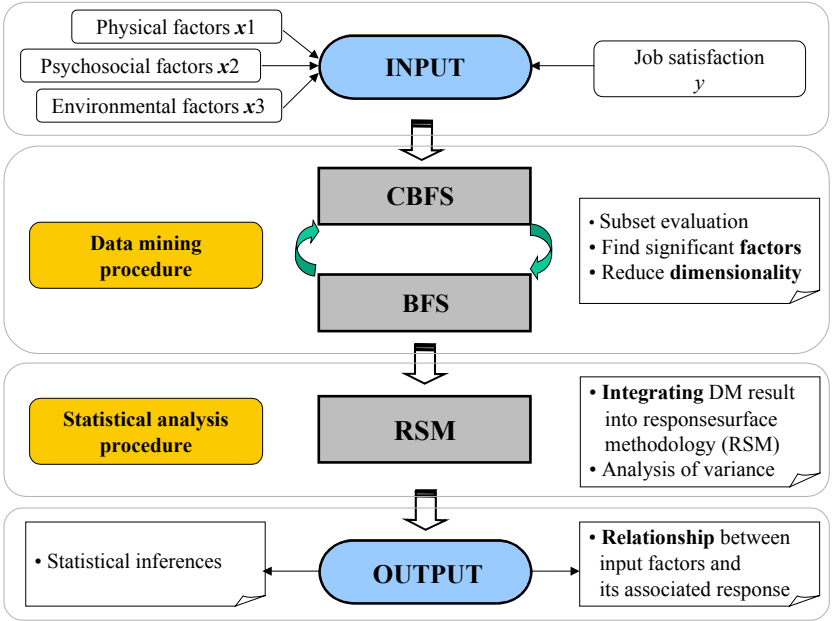 Physical factors x1
Psychosocial factors x2
Environmental factors x3
INPUT
Job satisfaction
y
Data mining
procedure
CBFS
BFS
• Subset evaluation
• Find significant factors
• Reduce dimensionality
Statistical analysis
procedure
RSM
• Integrating DM result
into responsesurface
methodology (RSM)
• Analysis of variance
• Statistical inferences
OUTPUT
• Relationship between
input factors and
its associated response